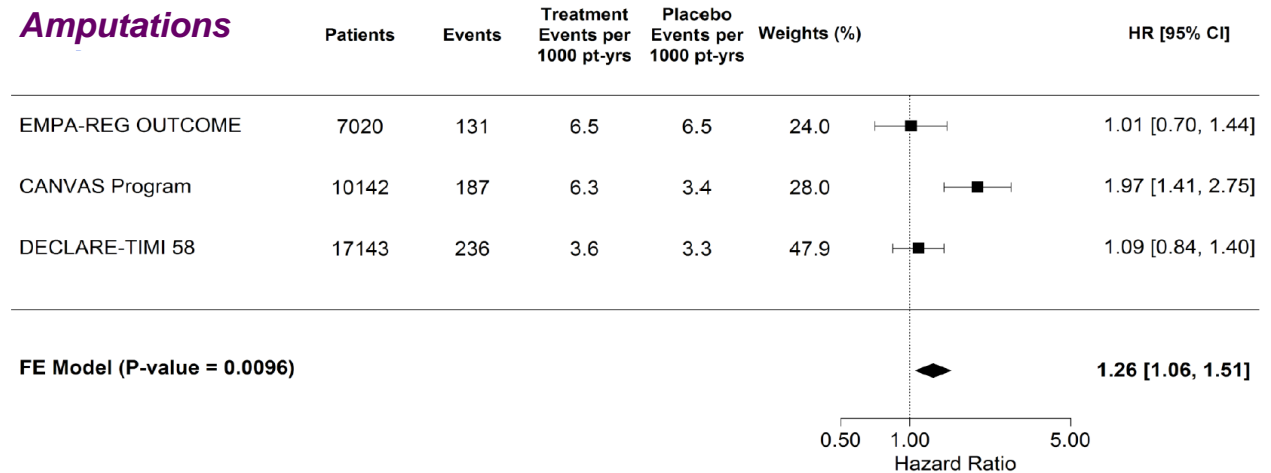 Amputations
Patients Events Treatment Events per 1000 pt-yrs Placebo Events per 1000 pt-yrs Weights (%) HR [95% CI]
EMPA-REG OUTCOME 7020 131 6.5 6.5 24.0 1.01 [0.70, 1.44]
CANVAS Program 10142 187 6.3 3.4 28.0 1.97 [1.41, 2.75]
DECLARE-TIMI 58 17143 236 3.6 3.3 47.9 1.09 [0.84, 1.40]
FE Model (P-value = 0.0096) 1.26 [1.06, 1.51]
0.50 1.00 5.00
Hazard Ratio